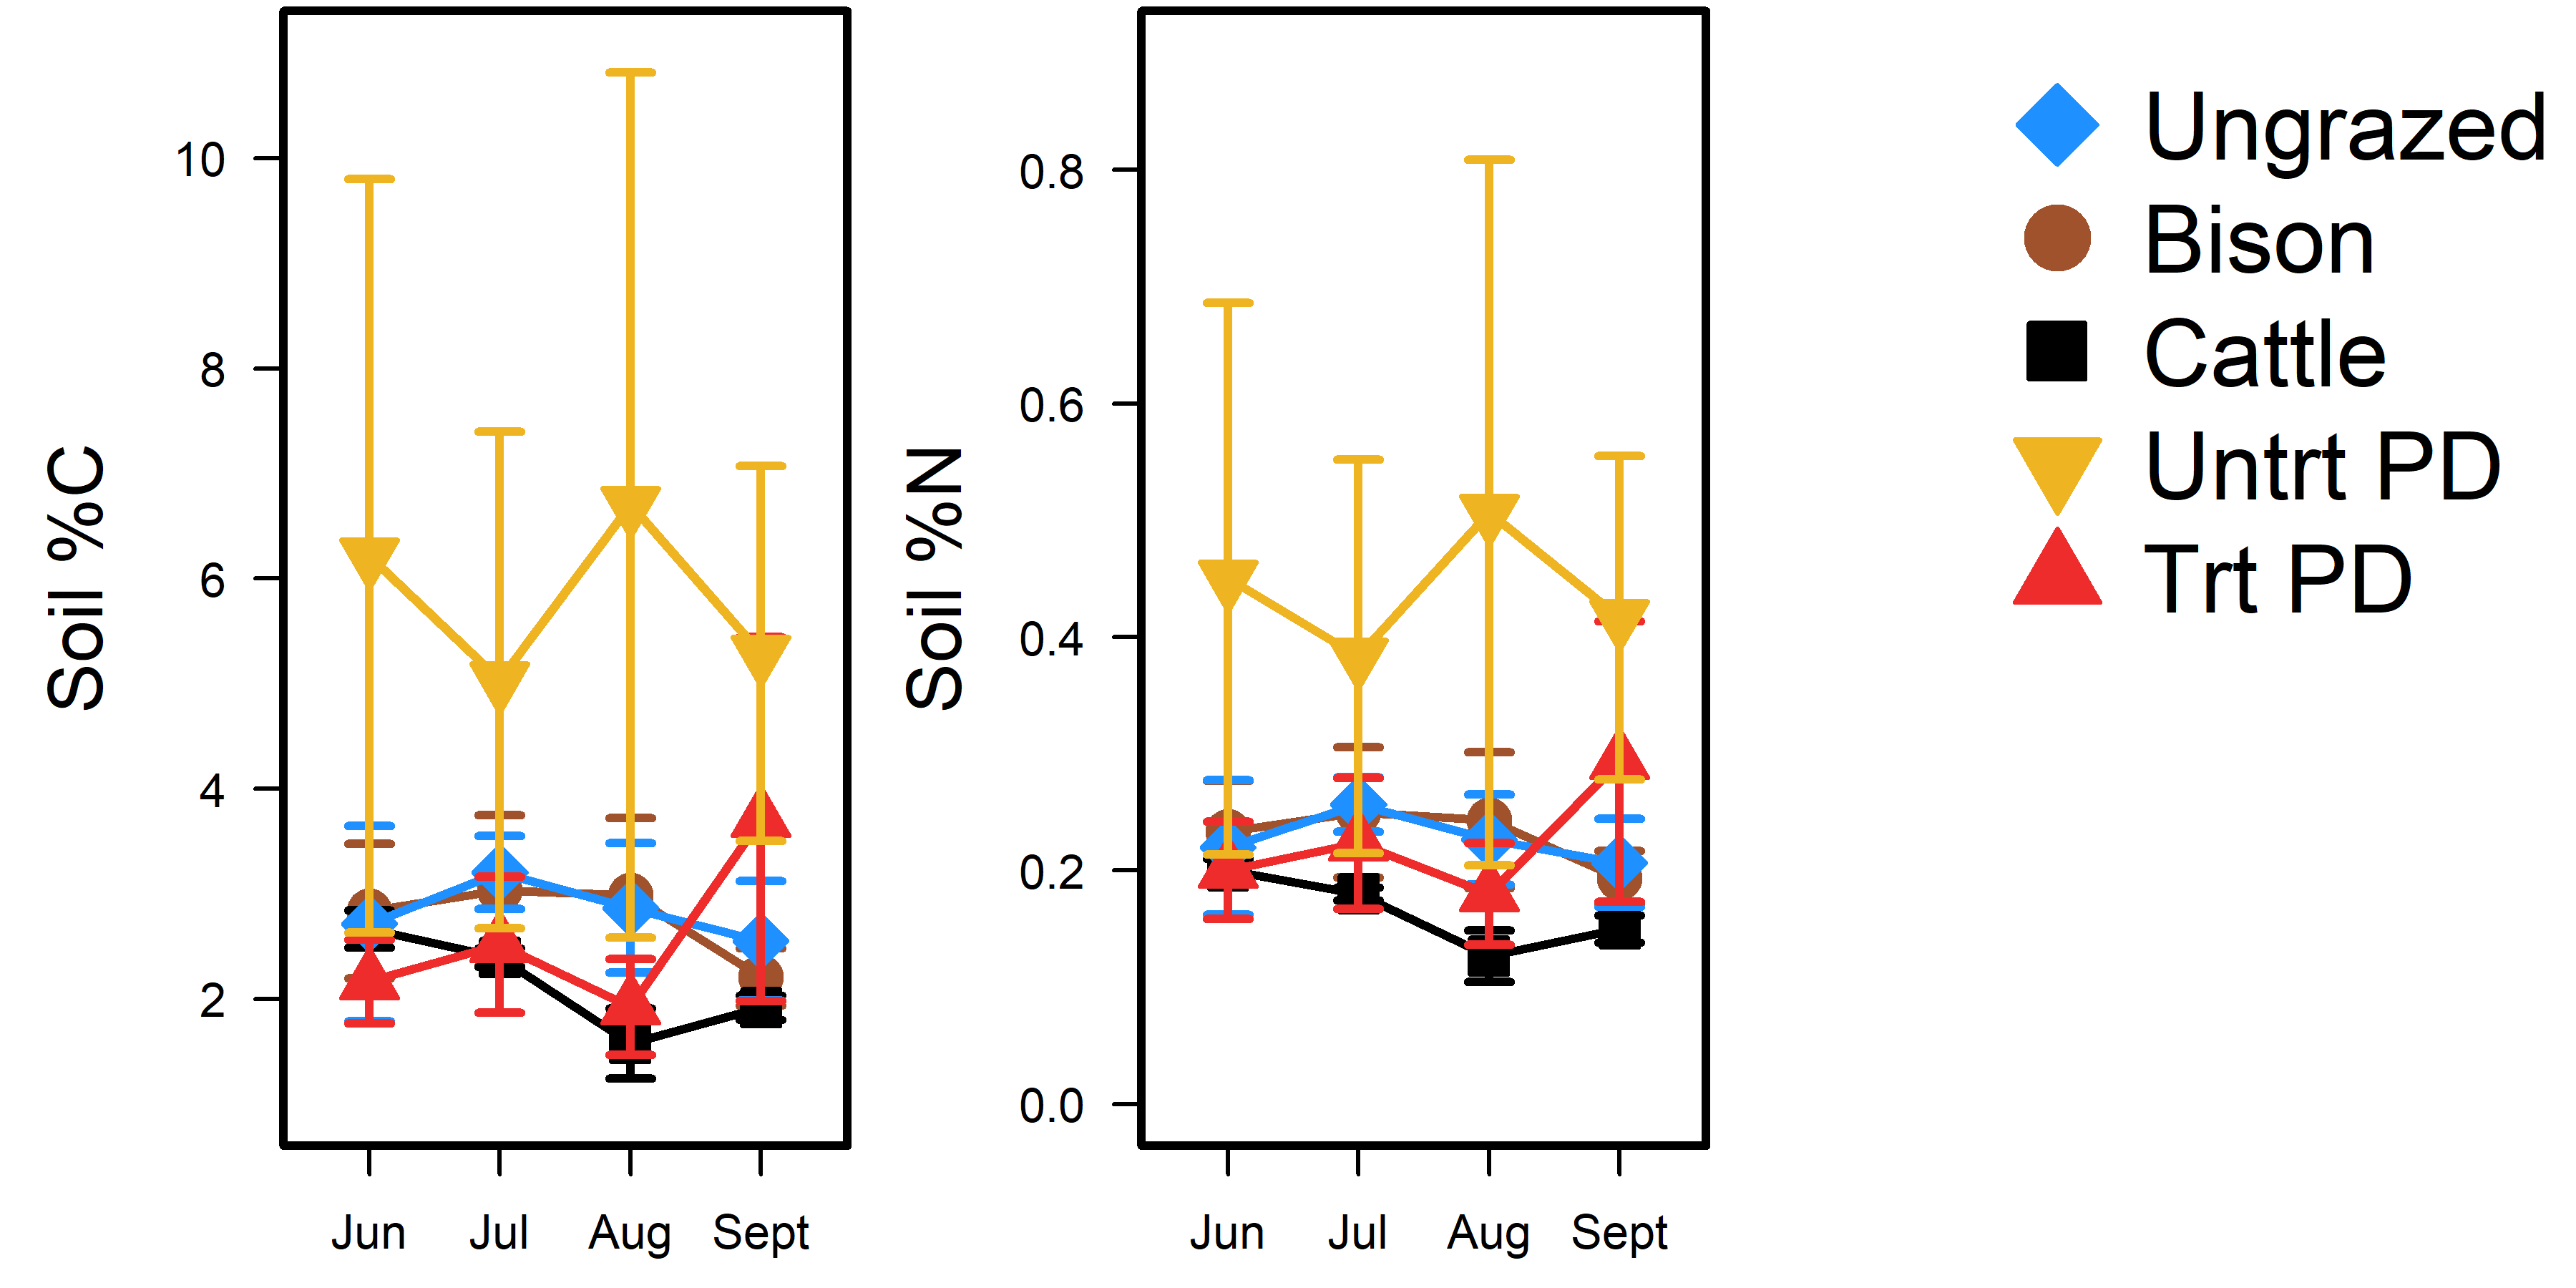 Soil %C
10
8
6
4
2
Jun Jul Aug Sept
Soil %N
0.8
0.6
0.4
0.2
0.0
Jun Jul Aug Sept
Ungrazed
Bison
Cattle
Untrt PD
Trt PD